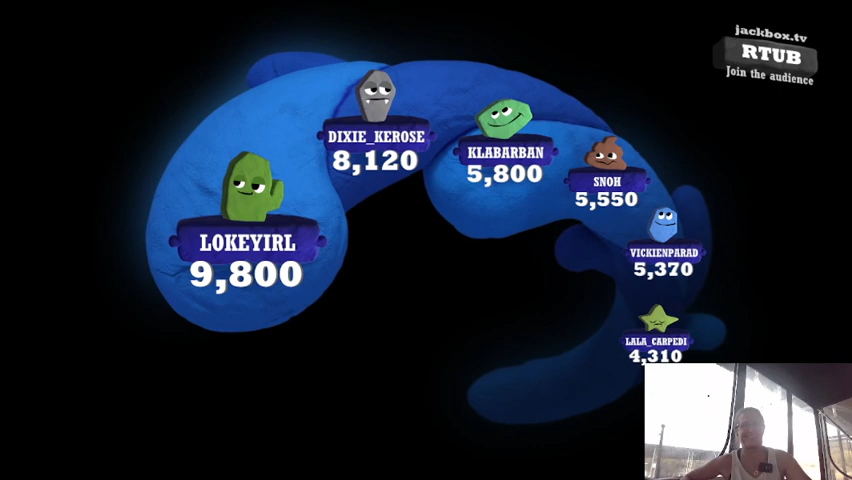 jackbox.tv
RTUB
Join the audience
DIXIE_KEROSE
8,120
KLABARBAN
5,800
SNOH
5,550
LOKEYIRL
9,800
VICKIENPARAD
5,370
LALA_CARPEDI
4,310